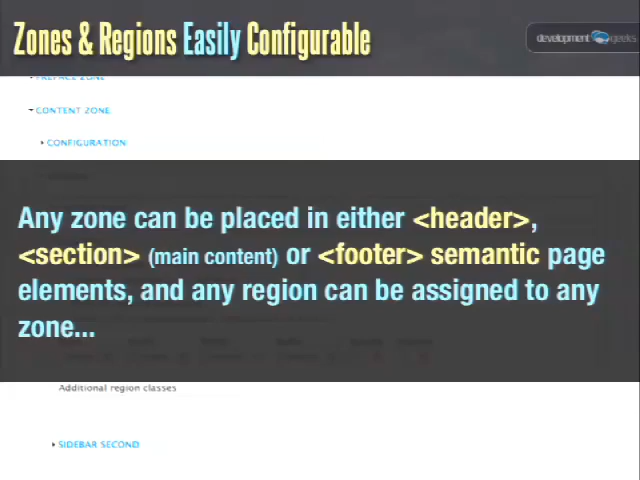 Zones & Regions Easily Configurable
development geeks
PREFACE ZONE
CONTENT ZONE
CONFIGURATION
Any zone can be placed in either <header>,
<section> (main content) or <footer> semantic page
elements, and any region can be assigned to any
zone...
Additional region classes
SIDEBAR SECOND